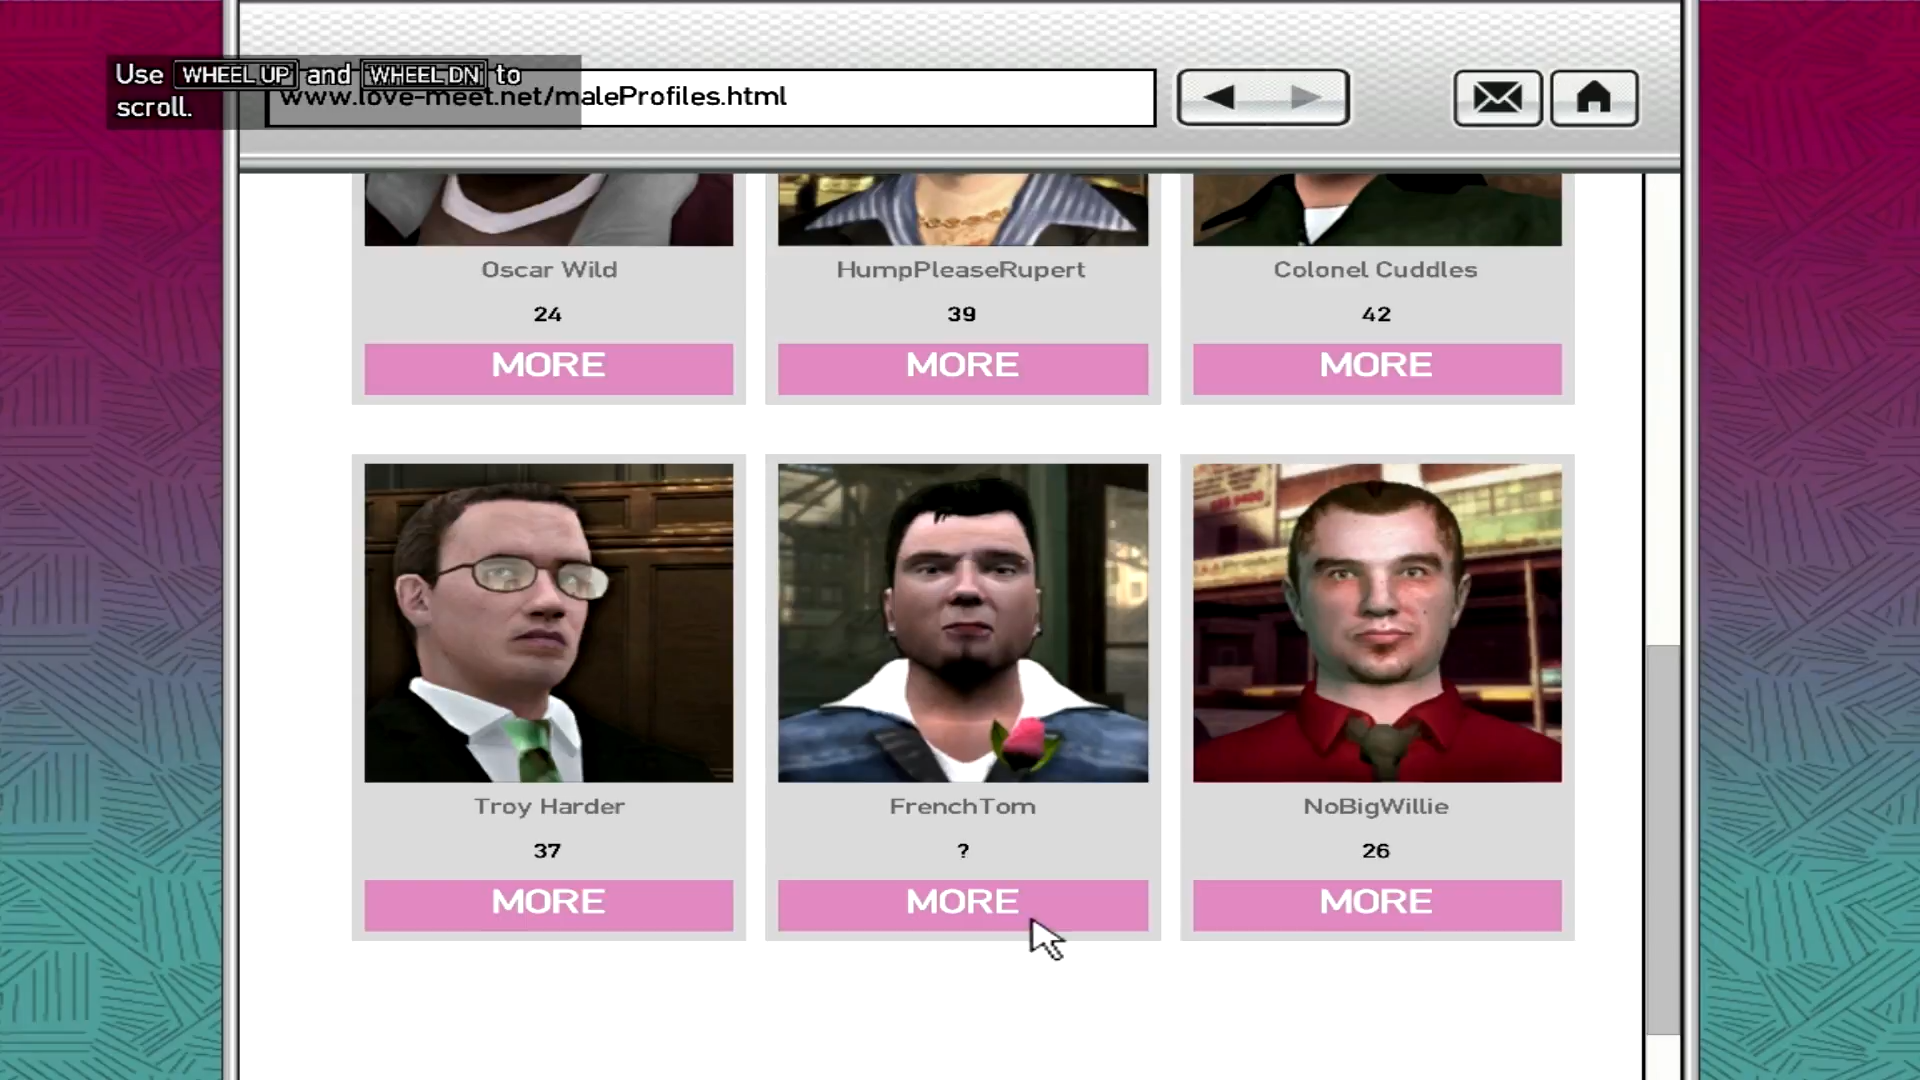 Use WHEEL UP and WHEEL DN to
scroll.
www.love-meet.net/maleProfiles.html
Oscar Wild
24
MORE
HumpPleaseRupert
39
MORE
Colonel Cuddles
42
MORE
Troy Harder
37
MORE
FrenchTom
?
MORE
NoBigWillie
26
MORE